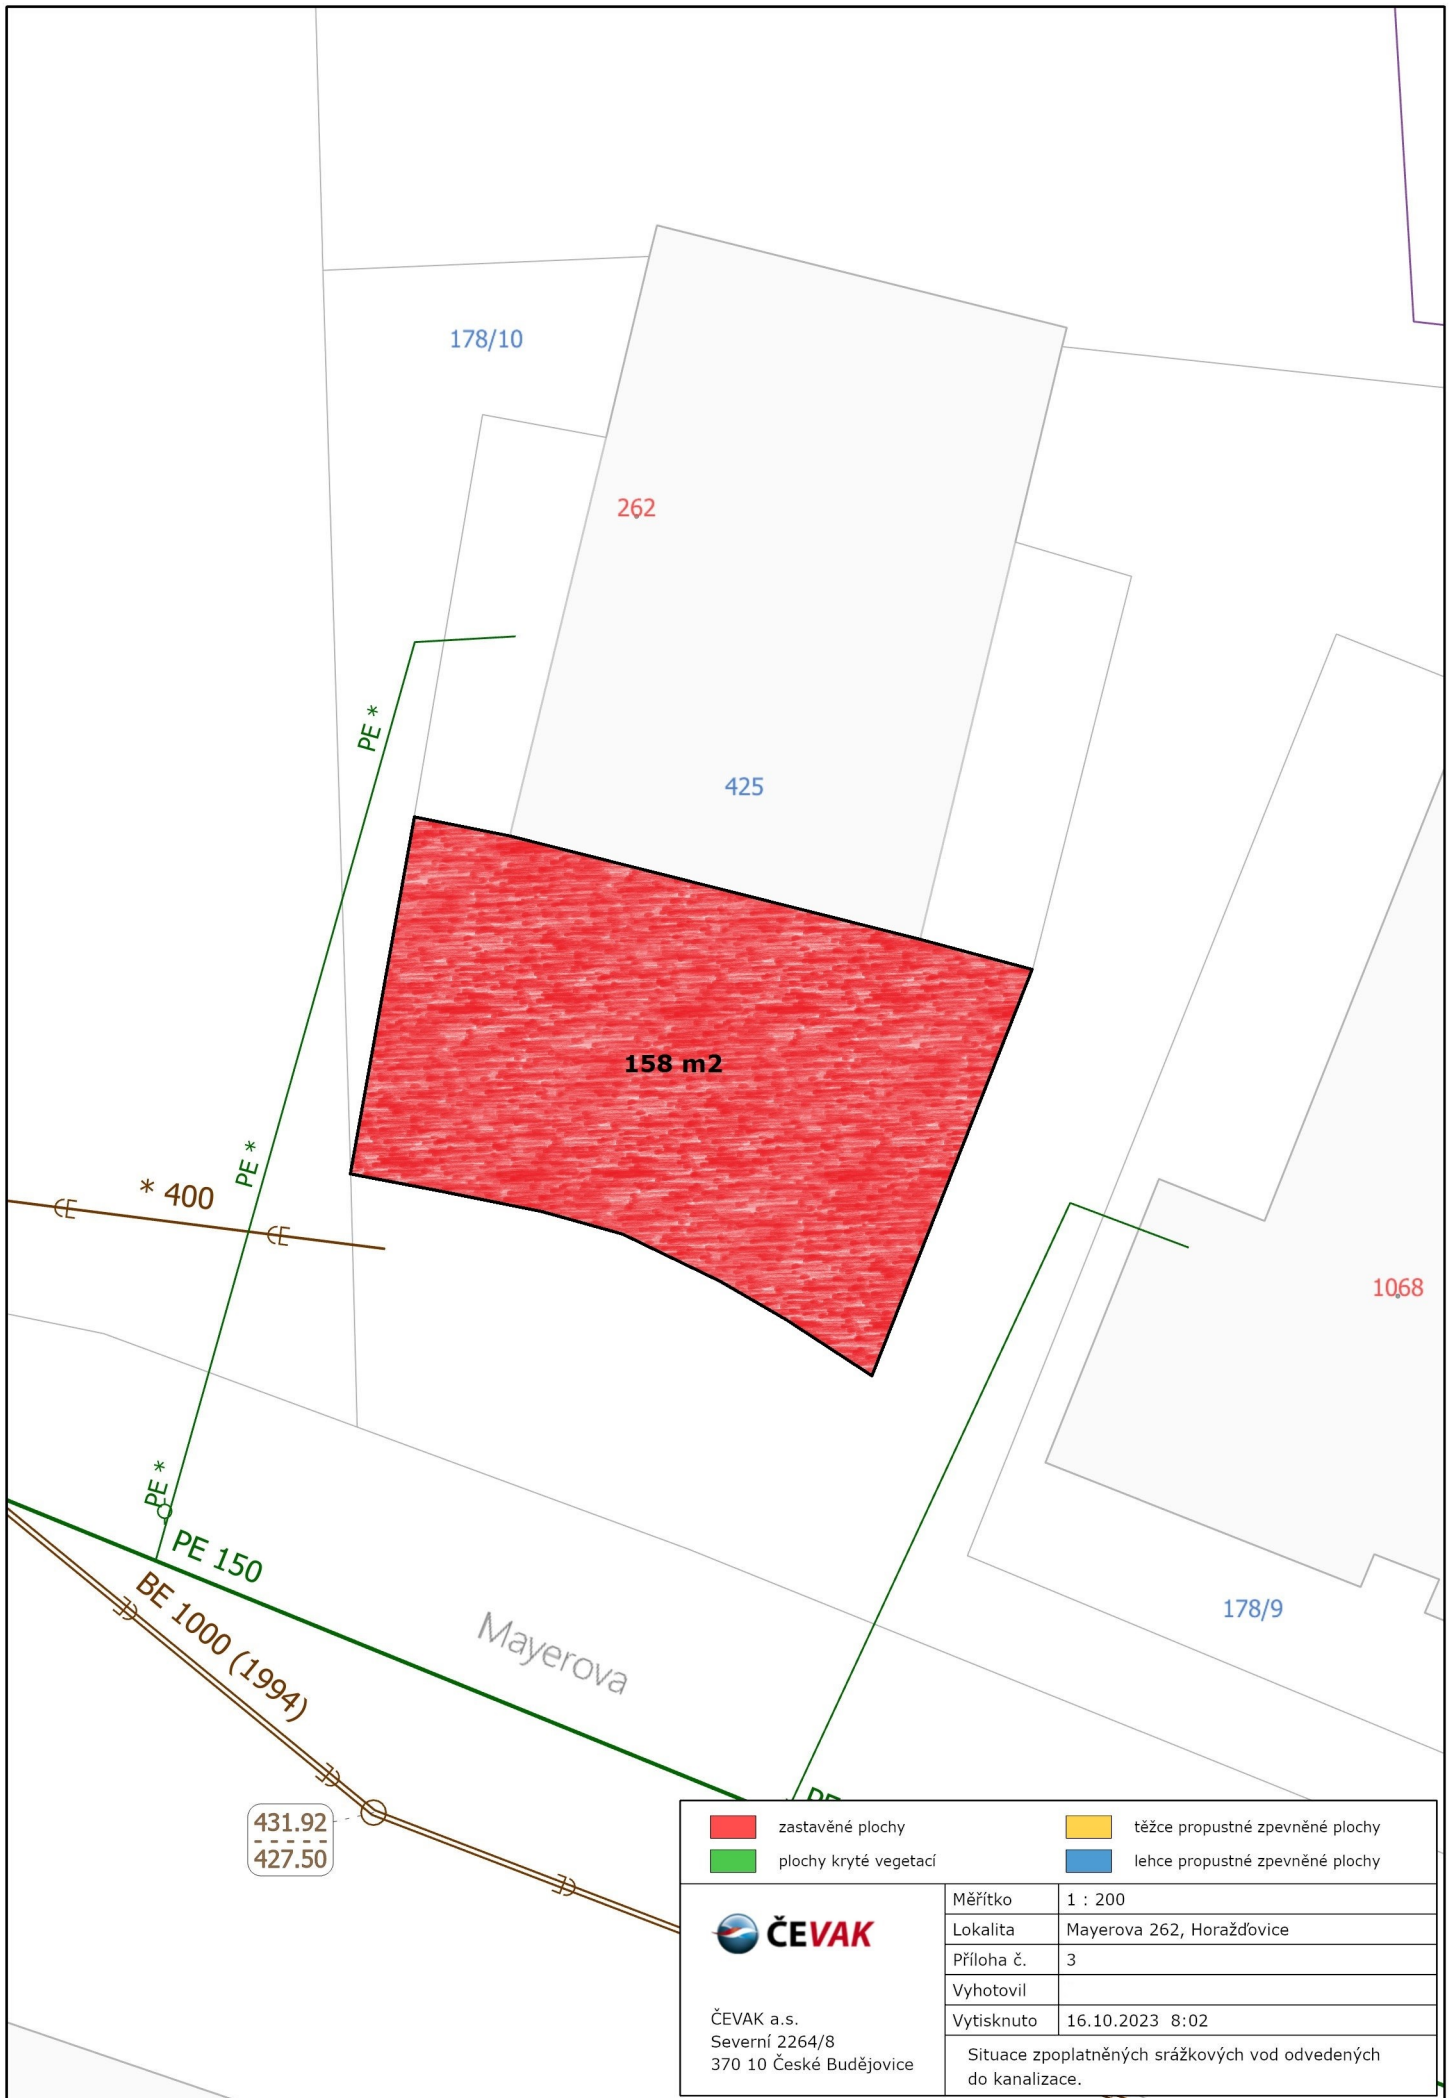 178/10
262
PE *
425
158 m2
PE *
* 400
1068
PE *
PE 150
BE 1000 (1994)
Mayerova
178/9
431.92
427.50
zastavěné plochy
těžce propustné zpevněné plochy
plochy kryté vegetací
lehce propustné zpevněné plochy
ČEVAK
ČEVAK a.s.
Severní 2264/8
370 10 České Budějovice
Měřítko 1 : 200
Lokalita Mayerova 262, Horažďovice
Příloha č. 3
Vyhotovil
Vytisknuto 16.10.2023 8:02
Situace zpoplatněných srážkových vod odvedených
do kanalizace.